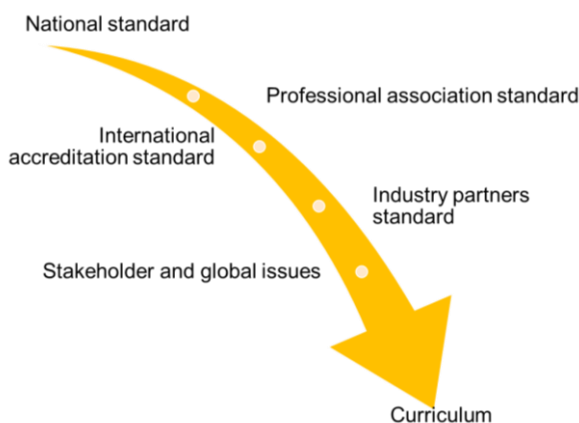 National standard
Professional association standard
International
accreditation standard
Industry partners
standard
Stakeholder and global issues
Curriculum